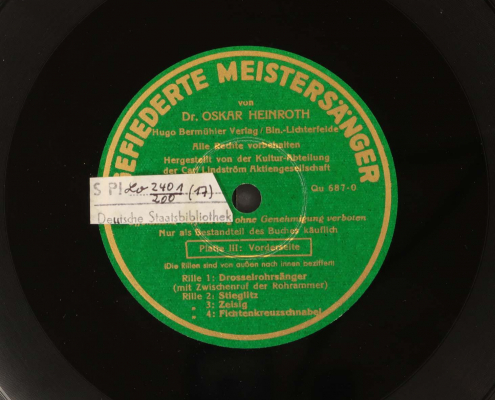 GEFIEDERTE MEISTERSÄNGER
von
Dr. OSKAR HEINROTH
Hugo Bermühler Verlag / Bln.-Lichterfelde
Alle Rechte vorbehalten
Hergestellt von der Kultur-Abteilung
der Carl Lindström Aktiengesellschaft
Qu 687-0
S Pl Lo 2401/200 (17)
Deutsche Staatsbibliothek
ohne Genehmigung verboten
Nur als Bestandteil des Buches käuflich
Platte III: Vorderseite
(Die Rillen sind von außen nach innen beziffert
Rille 1: Drosselrohrsänger
(mit Zwischenruf der Rohrammer)
Rille 2: Stieglitz
" 3: Zeisig
" 4: Fichtenkreuzschnabel